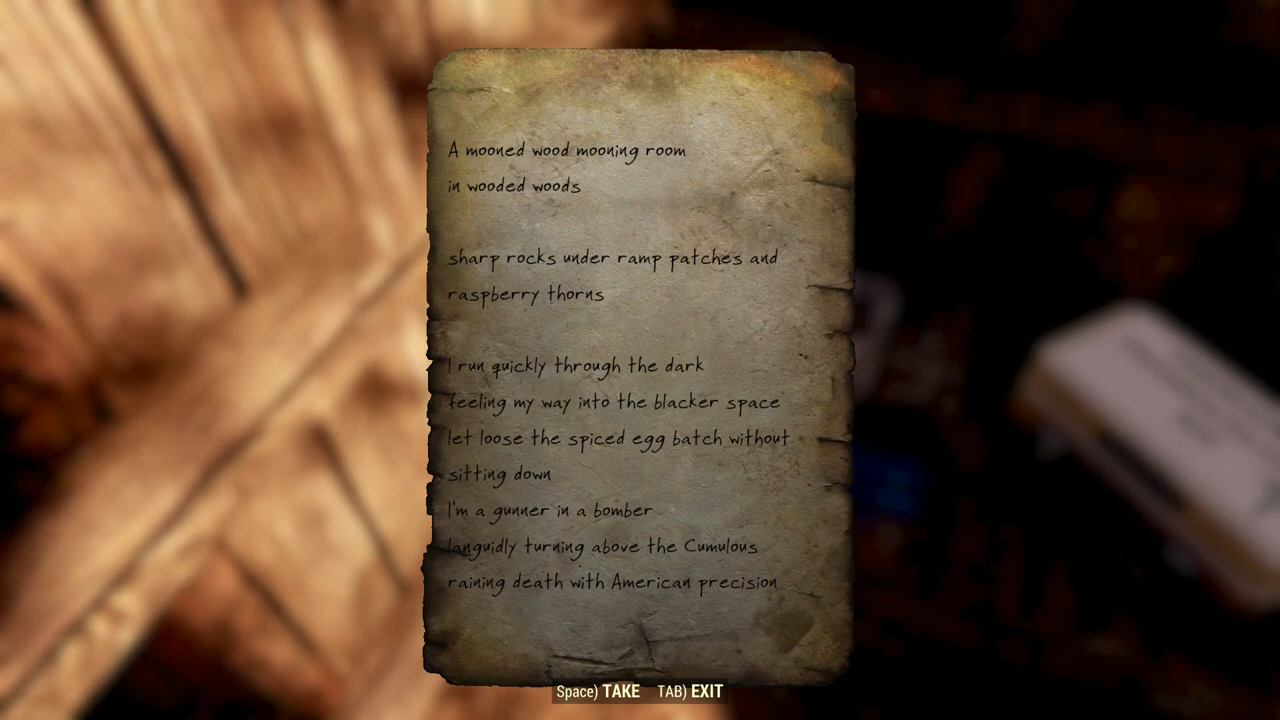 A mooned wood mooning room
in wooded woods
sharp rocks under ramp patches and
raspberry thorns
I run quickly through the dark
feeling my way into the blacker space
let loose the spiced egg batch without
sitting down
I'm a gunner in a bomber
languidly turning above the Cumulous
raining death with American precision
Space) TAKE TAB) EXIT